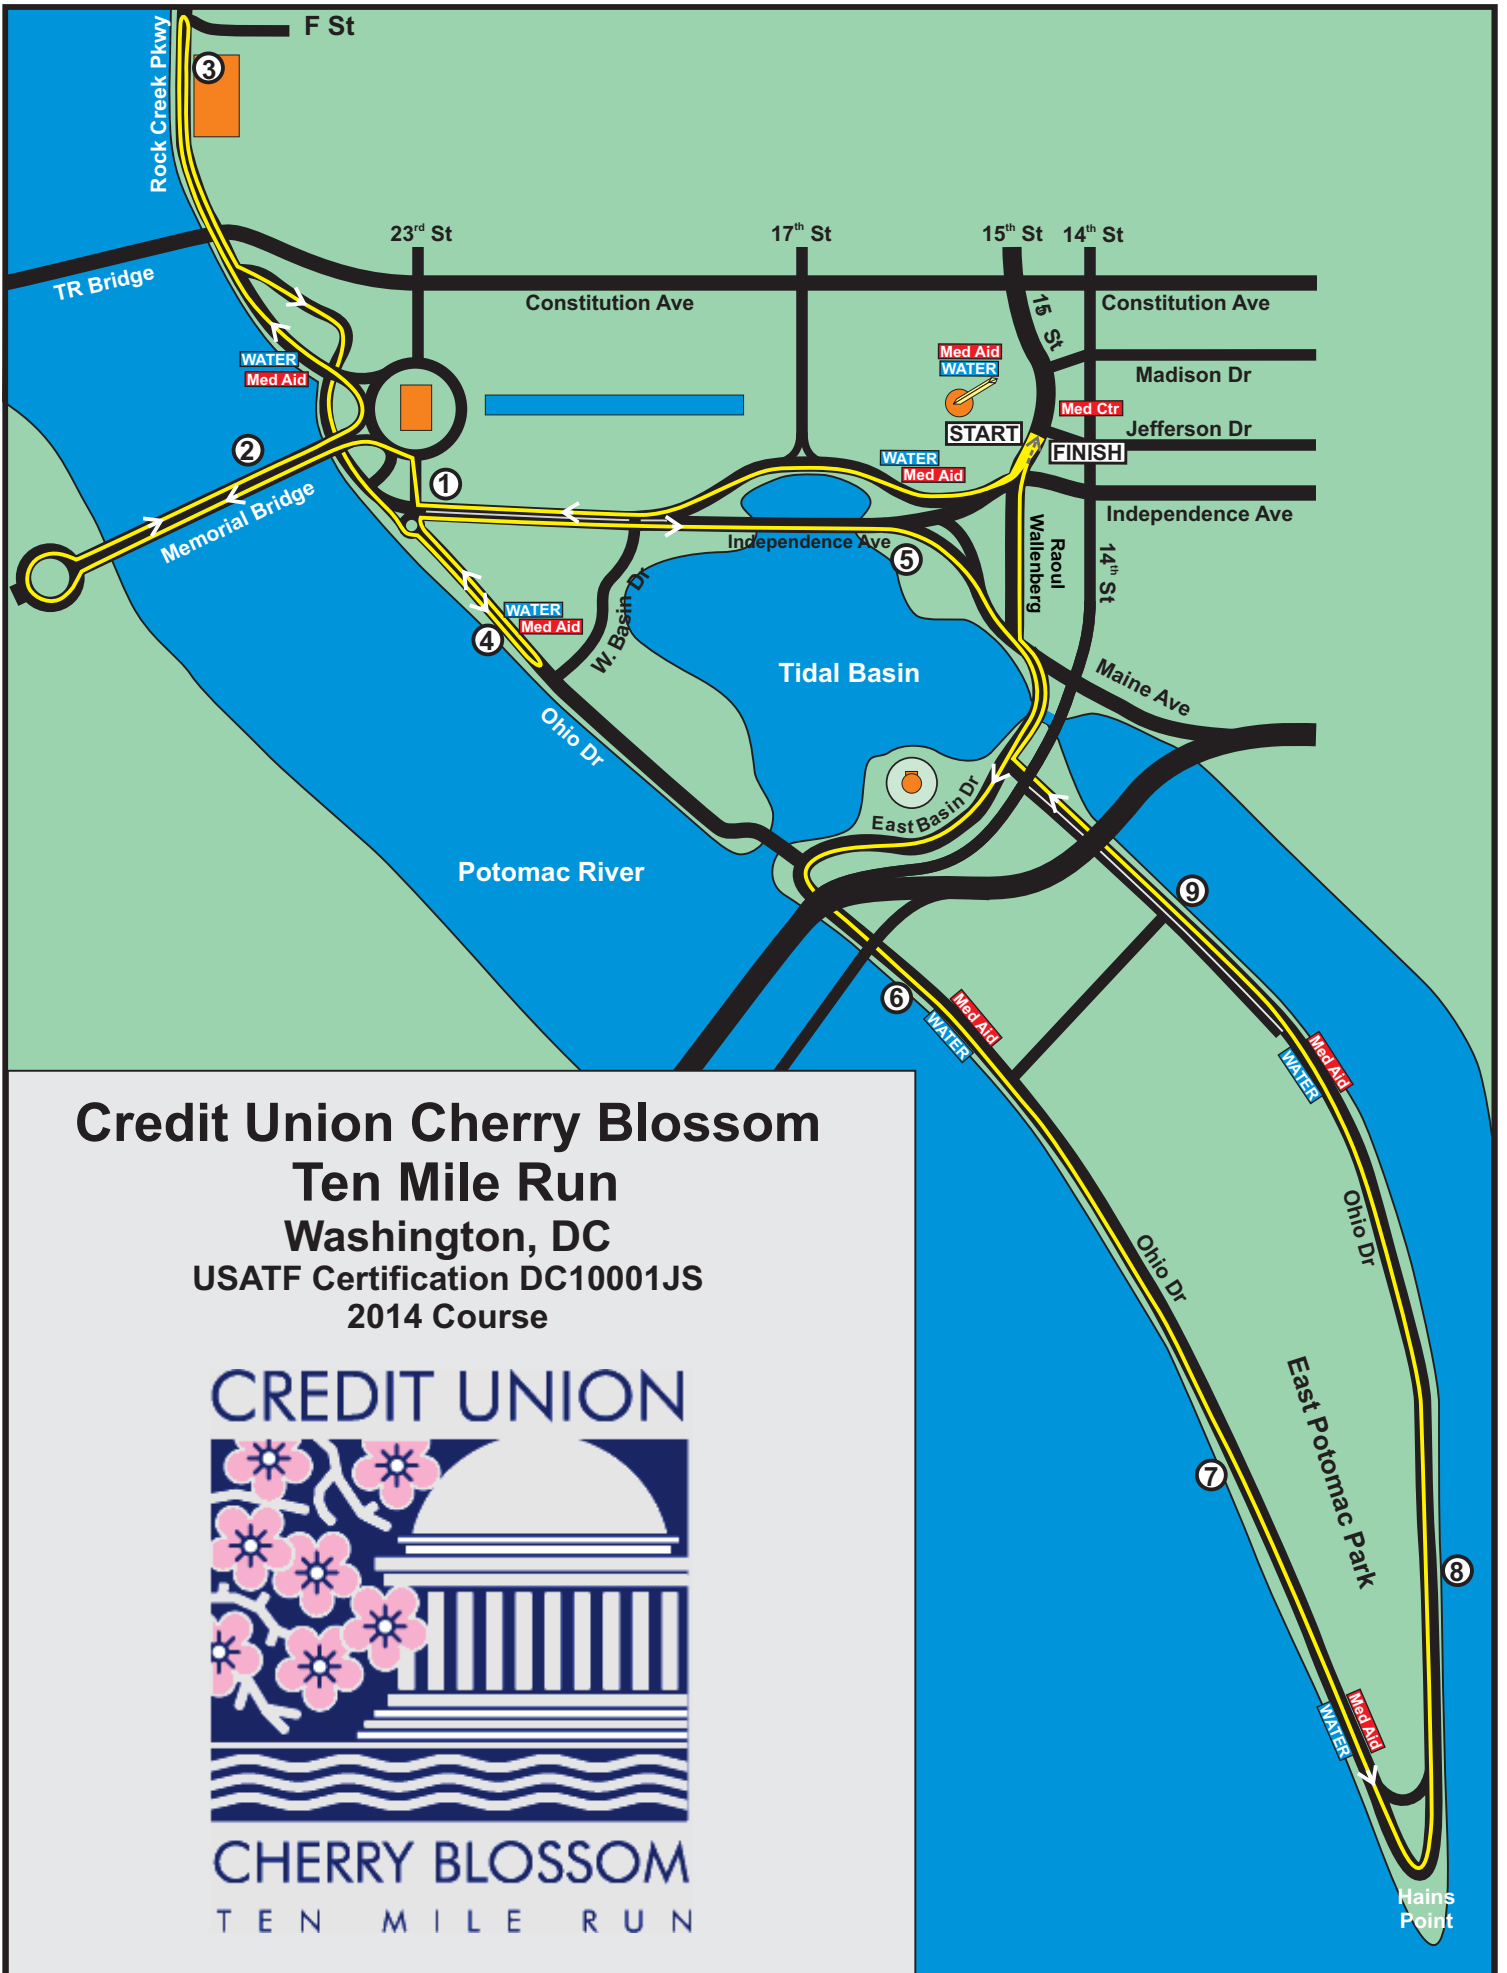 F St
Rock Creek Pkwy
3
23rd St
17th St
15th St
14th St
TR Bridge
Constitution Ave
15 St
Constitution Ave
Med Aid
WATER
Madison Dr
WATER
Med Aid
Med Ctr
START
Jefferson Dr
FINISH
2
WATER
Med Aid
1
Memorial Bridge
Independence Ave
Independence Ave
5
Raoul
Wallenberg
14th St
WATER
Med Aid
4
W. Basin Dr
Tidal Basin
Maine Ave
Ohio Dr
East Basin Dr
Potomac River
9
6
Med Aid
WATER
Med Aid
WATER
Credit Union Cherry Blossom
Ten Mile Run
Washington, DC
USATF Certification DC10001JS
2014 Course
Ohio Dr
Ohio Dr
East Potomac Park
7
8
CREDIT UNION
CHERRY BLOSSOM
TEN MILE RUN
WATER
Med Aid
Hains
Point